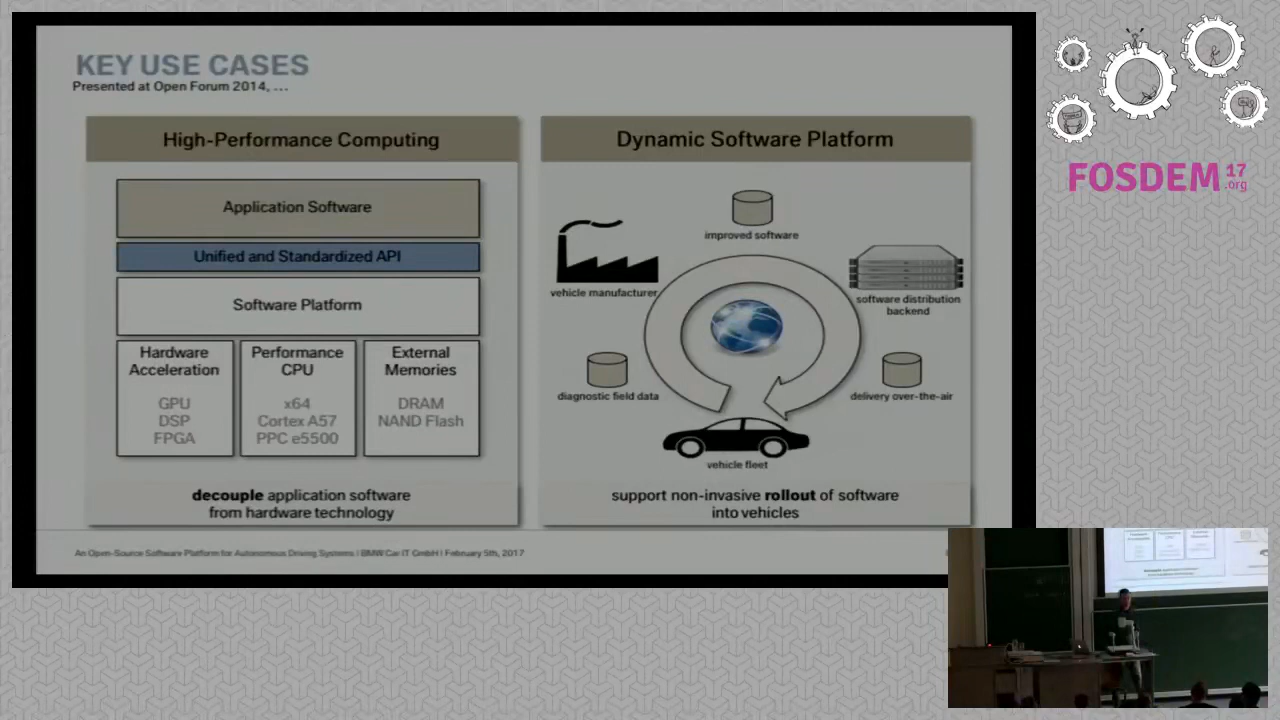 KEY USE CASES
Presented at Open Forum 2014, ...
High-Performance Computing
Application Software
Unified and Standardized API
Software Platform
Hardware
Acceleration
GPU
DSP
FPGA
Performance
CPU
x64
Cortex A57
PPC e5500
External
Memories
DRAM
NAND Flash
decouple application software
from hardware technology
Dynamic Software Platform
improved software
vehicle manufacturer
software distribution
backend
diagnostic field data
delivery over-the-air
vehicle fleet
support non-invasive rollout of software
into vehicles
An Open-Source Software Platform for Autonomous Driving Systems | BMW Car IT GmbH | February 5th, 2017
FOSDEM 17
.org